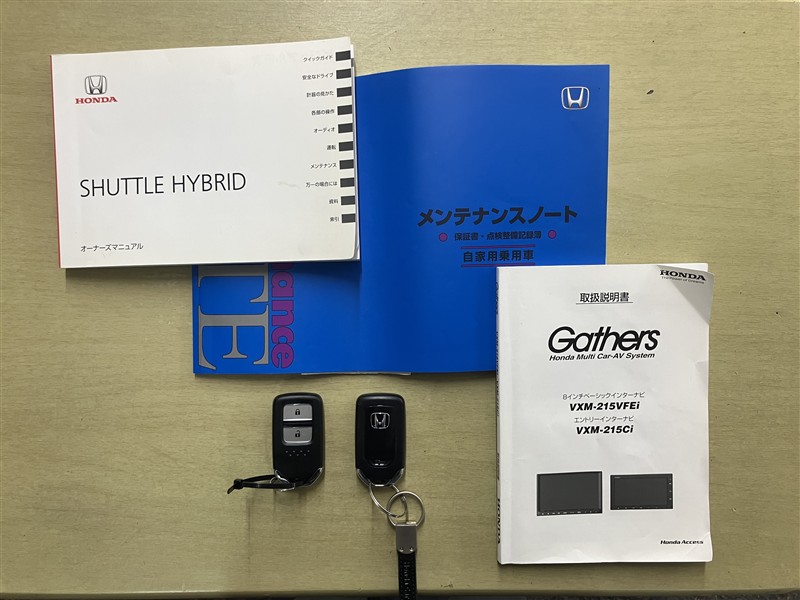 HONDA
SHUTTLE HYBRID
オーナーズマニュアル
クイックガイド
安全なドライブ
計器の見かた
各部の操作
オーディオ
運転
メンテナンス
万一の場合には
資料
索引
メンテナンスノート
保証書・点検整備記録簿
自家用乗用車
ance
TE
HONDA
The Power of Dreams
取扱説明書
Gathers
Honda Multi Car-AV System
8インチベーシックインターナビ
VXM-215VFEi
エントリーインターナビ
VXM-215Ci
Honda Access